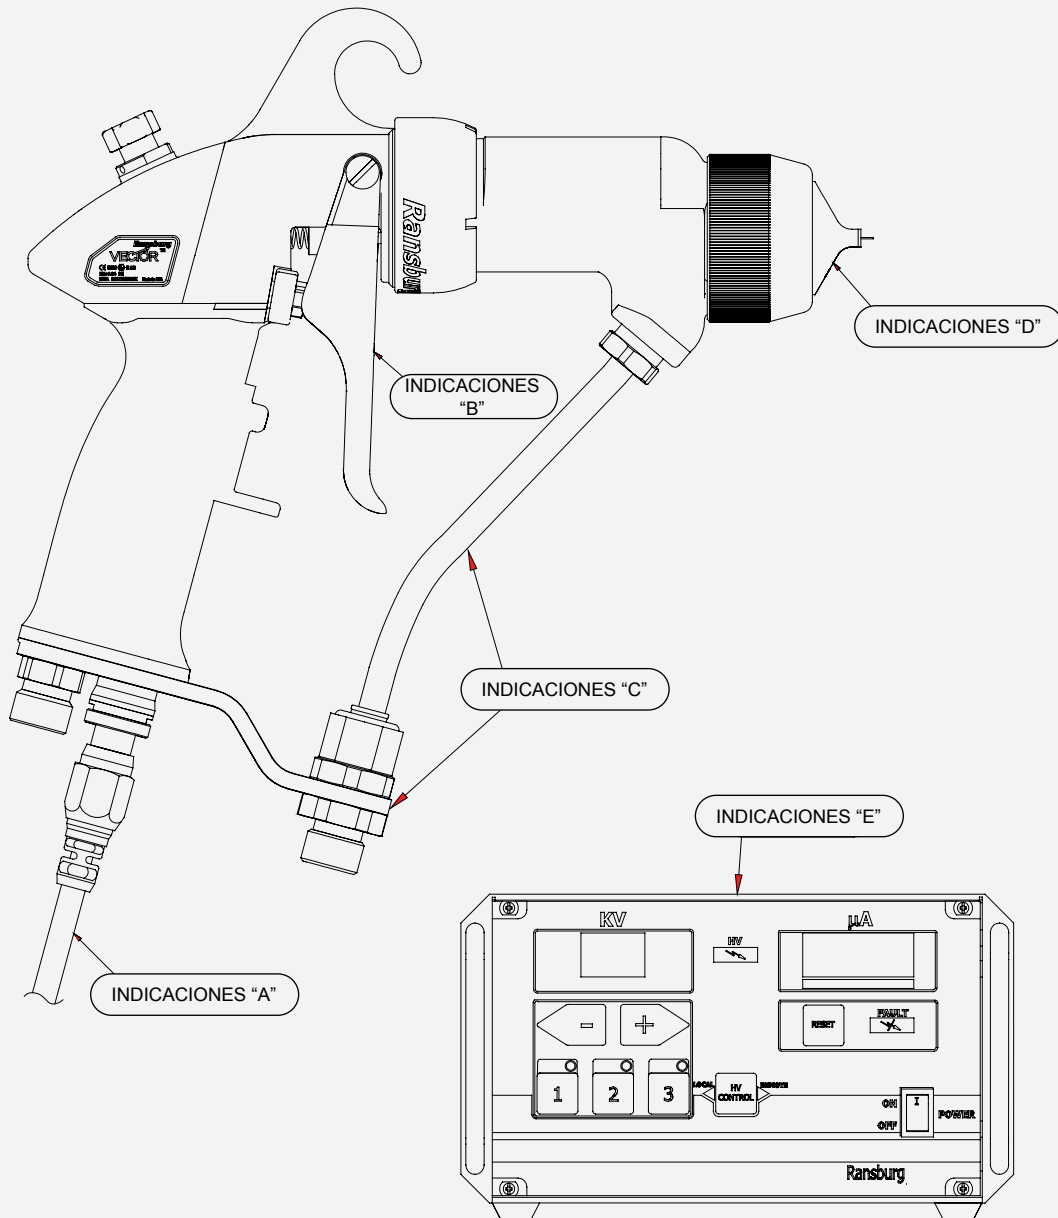 Ransburg
VECTOR
Ransburg
INDICACIONES “D”
INDICACIONES
“B”
INDICACIONES “C”
INDICACIONES “E”
INDICACIONES “A”
KV
HV
µA
- +
RESET
FAULT
1 2 3
LOCAL
HV
CONTROL
REMOTE
ON
I
OFF
POWER
Ransburg